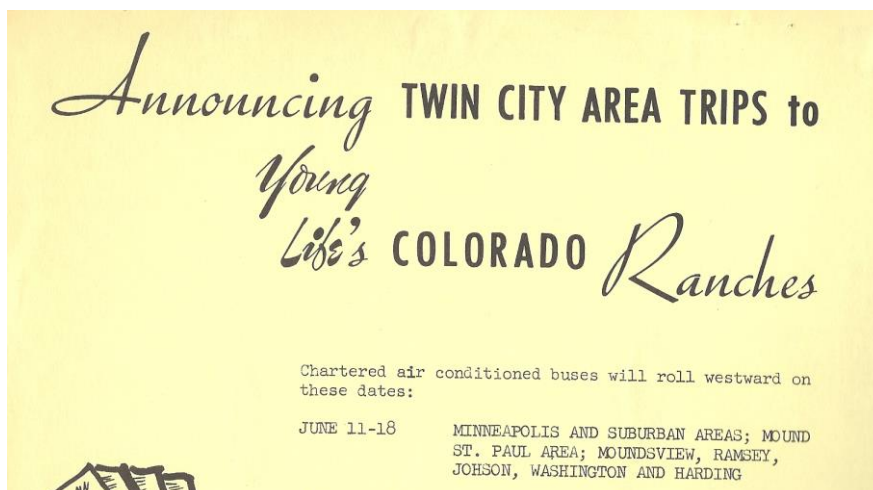 Announcing TWIN CITY AREA TRIPS to
Young
Life's COLORADO Ranches
Chartered air conditioned buses will roll westward on
these dates:
JUNE 11-18 MINNEAPOLIS AND SUBURBAN AREAS; MOUND
ST. PAUL AREA; MOUNDSVIEW, RAMSEY,
JOHSON, WASHINGTON AND HARDING